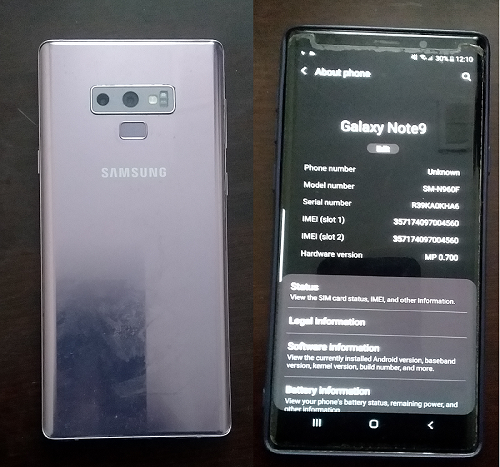 SAMSUNG
30% 12:10
About phone
Galaxy Note9
Edit
Phone number Unknown
Model number SM-N960F
Serial number R39KA0KHA6
IMEI (slot 1) 357174097004560
IMEI (slot 2) 357174097004560
Hardware version MP 0.700
Status
View the SIM card status, IMEI, and other information.
Legal information
Software information
View the currently installed Android version, baseband
version, kernel version, build number, and more.
Battery information
View your phone's battery status, remaining power, and
other information.